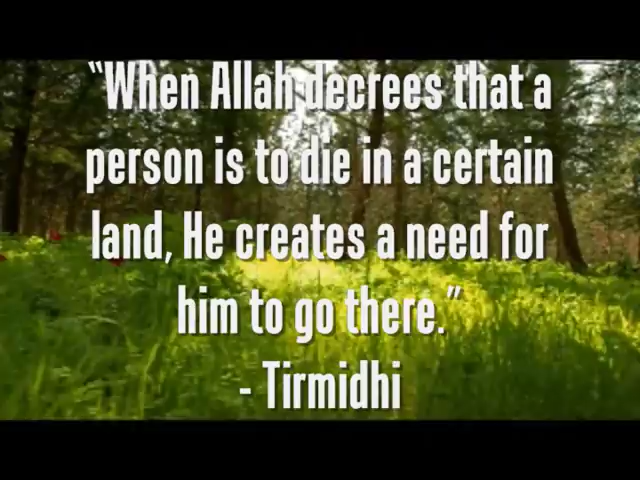 “When Allah decrees that a
person is to die in a certain
land, He creates a need for
him to go there.”
- Tirmidhi